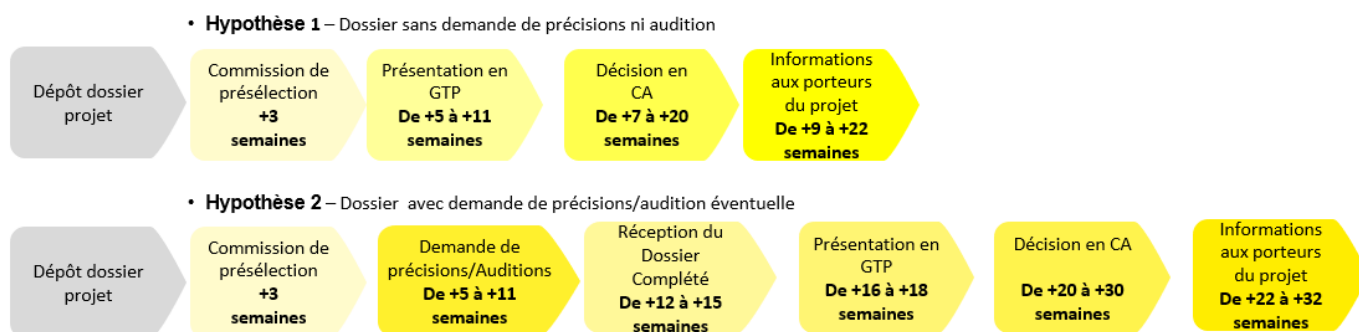 • Hypothèse 1 – Dossier sans demande de précisions ni audition
Dépôt dossier
projet
Commission de
présélection
+3
semaines
Présentation en
GTP
De +5 à +11
semaines
Décision en
CA
De +7 à +20
semaines
Informations
aux porteurs
du projet
De +9 à +22
semaines
• Hypothèse 2 – Dossier avec demande de précisions/audition éventuelle
Dépôt dossier
projet
Commission de
présélection
+3
semaines
Demande de
précisions/Auditions
De +5 à +11
semaines
Réception du
Dossier
Complété
De +12 à +15
semaines
Présentation en
GTP
De +16 à +18
semaines
Décision en CA
De +20 à +30
semaines
Informations
aux porteurs
du projet
De +22 à +32
semaines